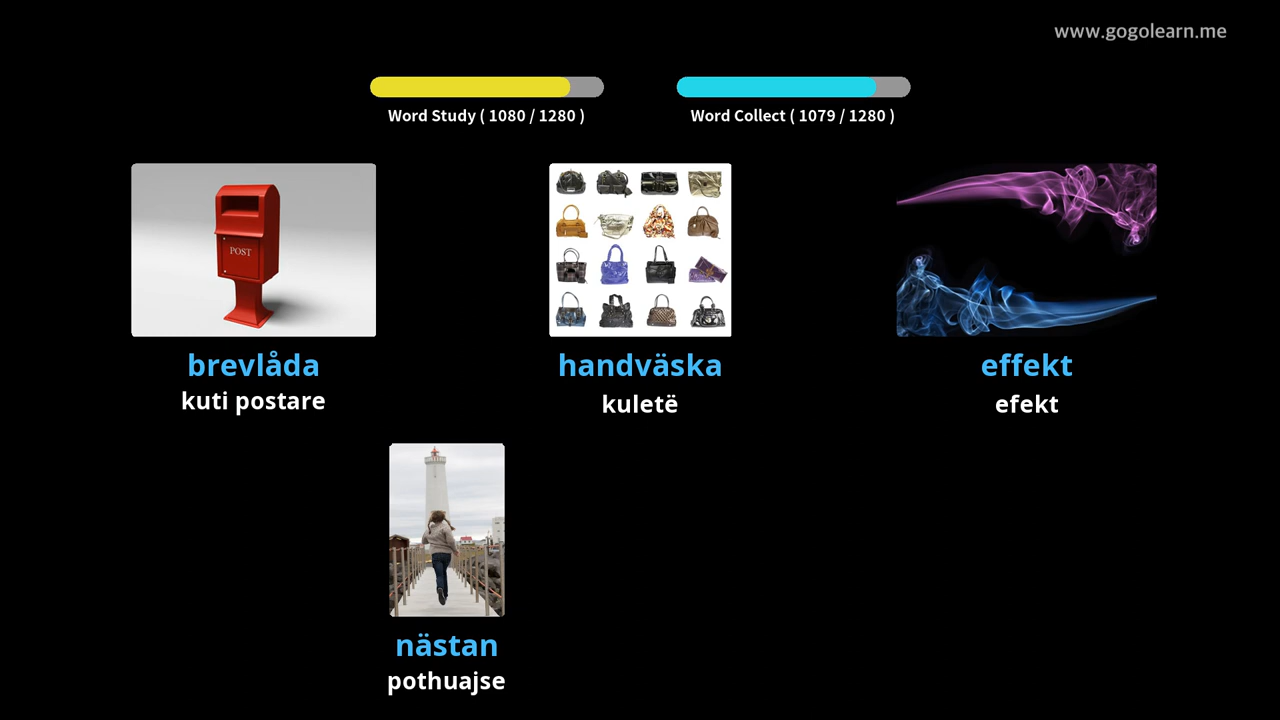 www.gogolearn.me
Word Study ( 1080 / 1280 )
Word Collect ( 1079 / 1280 )
POST
brevlåda
kuti postare
handväska
kuletë
effekt
efekt
nästan
pothuajse